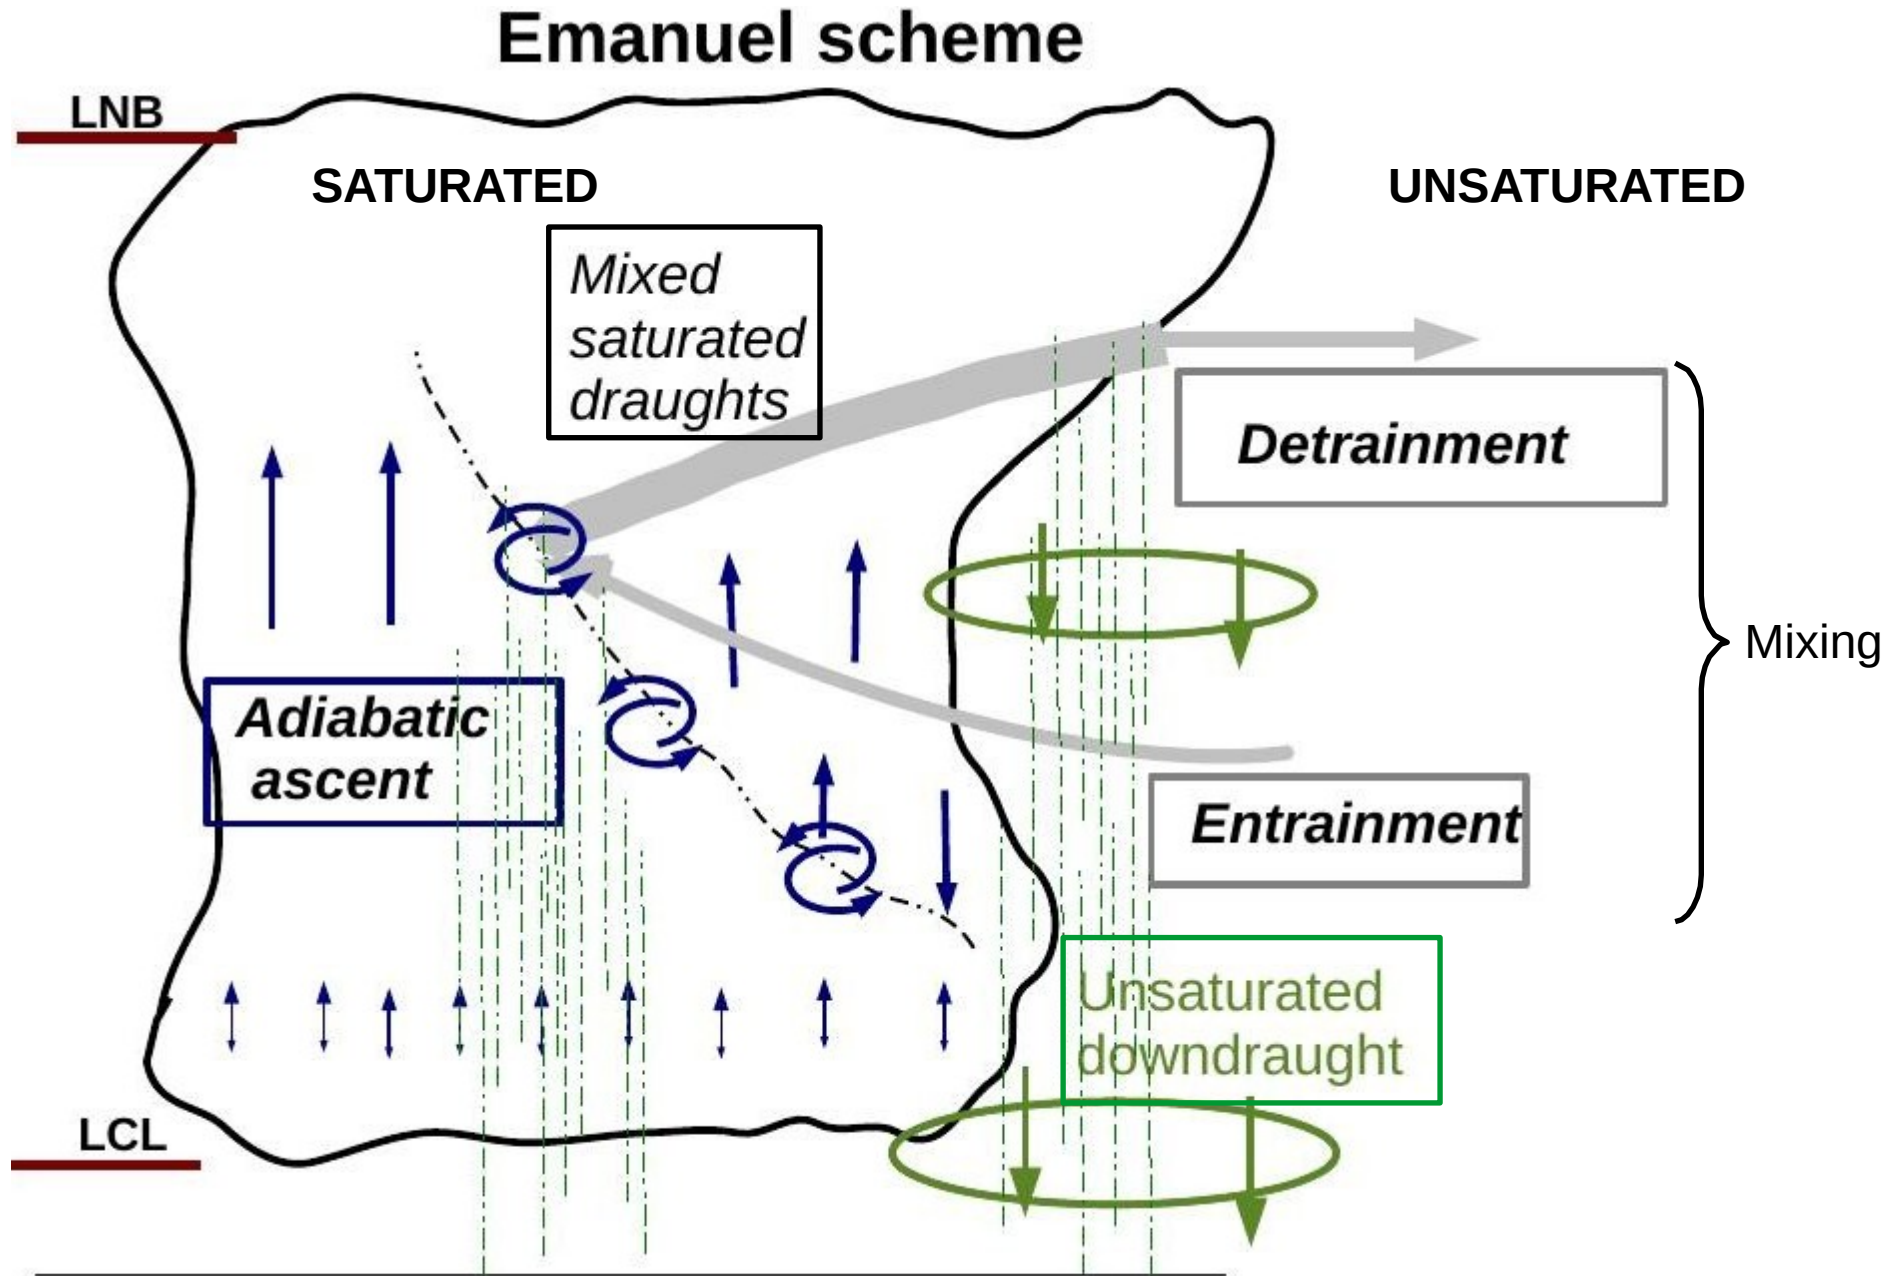 Emanuel scheme
LNB
SATURATED
UNSATURATED
Mixed
saturated
draughts
Detrainment
Mixing
Adiabatic
ascent
Entrainment
Unsaturated
downdraught
LCL